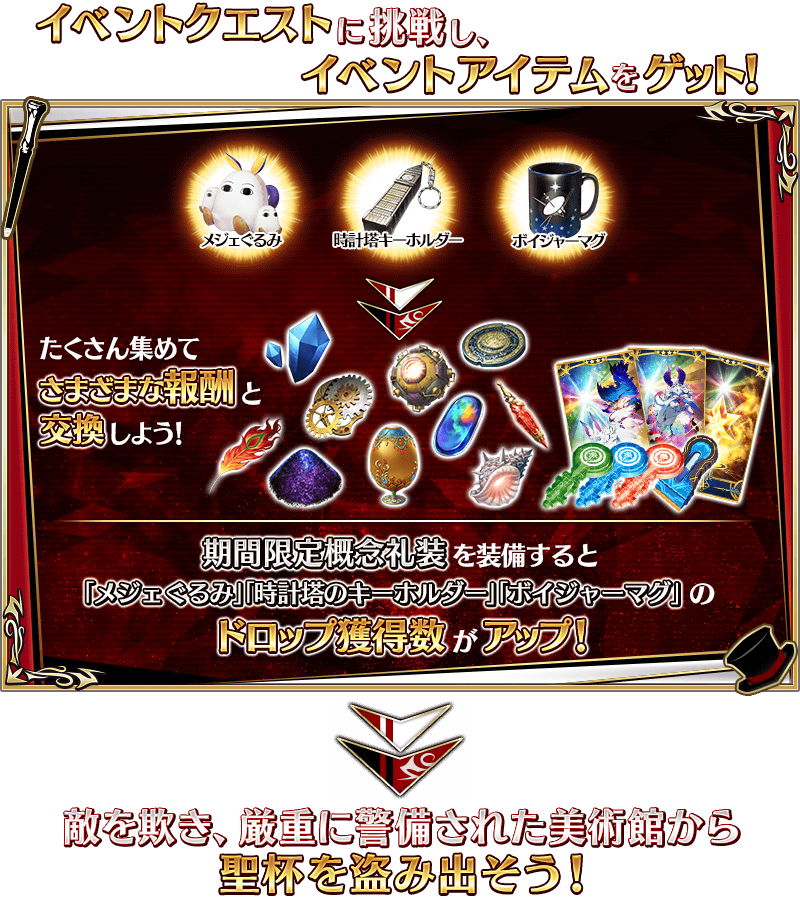 イベントクエストに挑戦し、
イベントアイテムをゲット!
メジェぐるみ
時計塔キーホルダー
ボイジャーマグ
たくさん集めて
さまざまな報酬と
交換しよう!
期間限定概念礼装を装備すると
「メジェぐるみ」「時計塔のキーホルダー」「ボイジャーマグ」の
ドロップ獲得数がアップ!
敵を欺き、厳重に警備された美術館から
聖杯を盗み出そう!